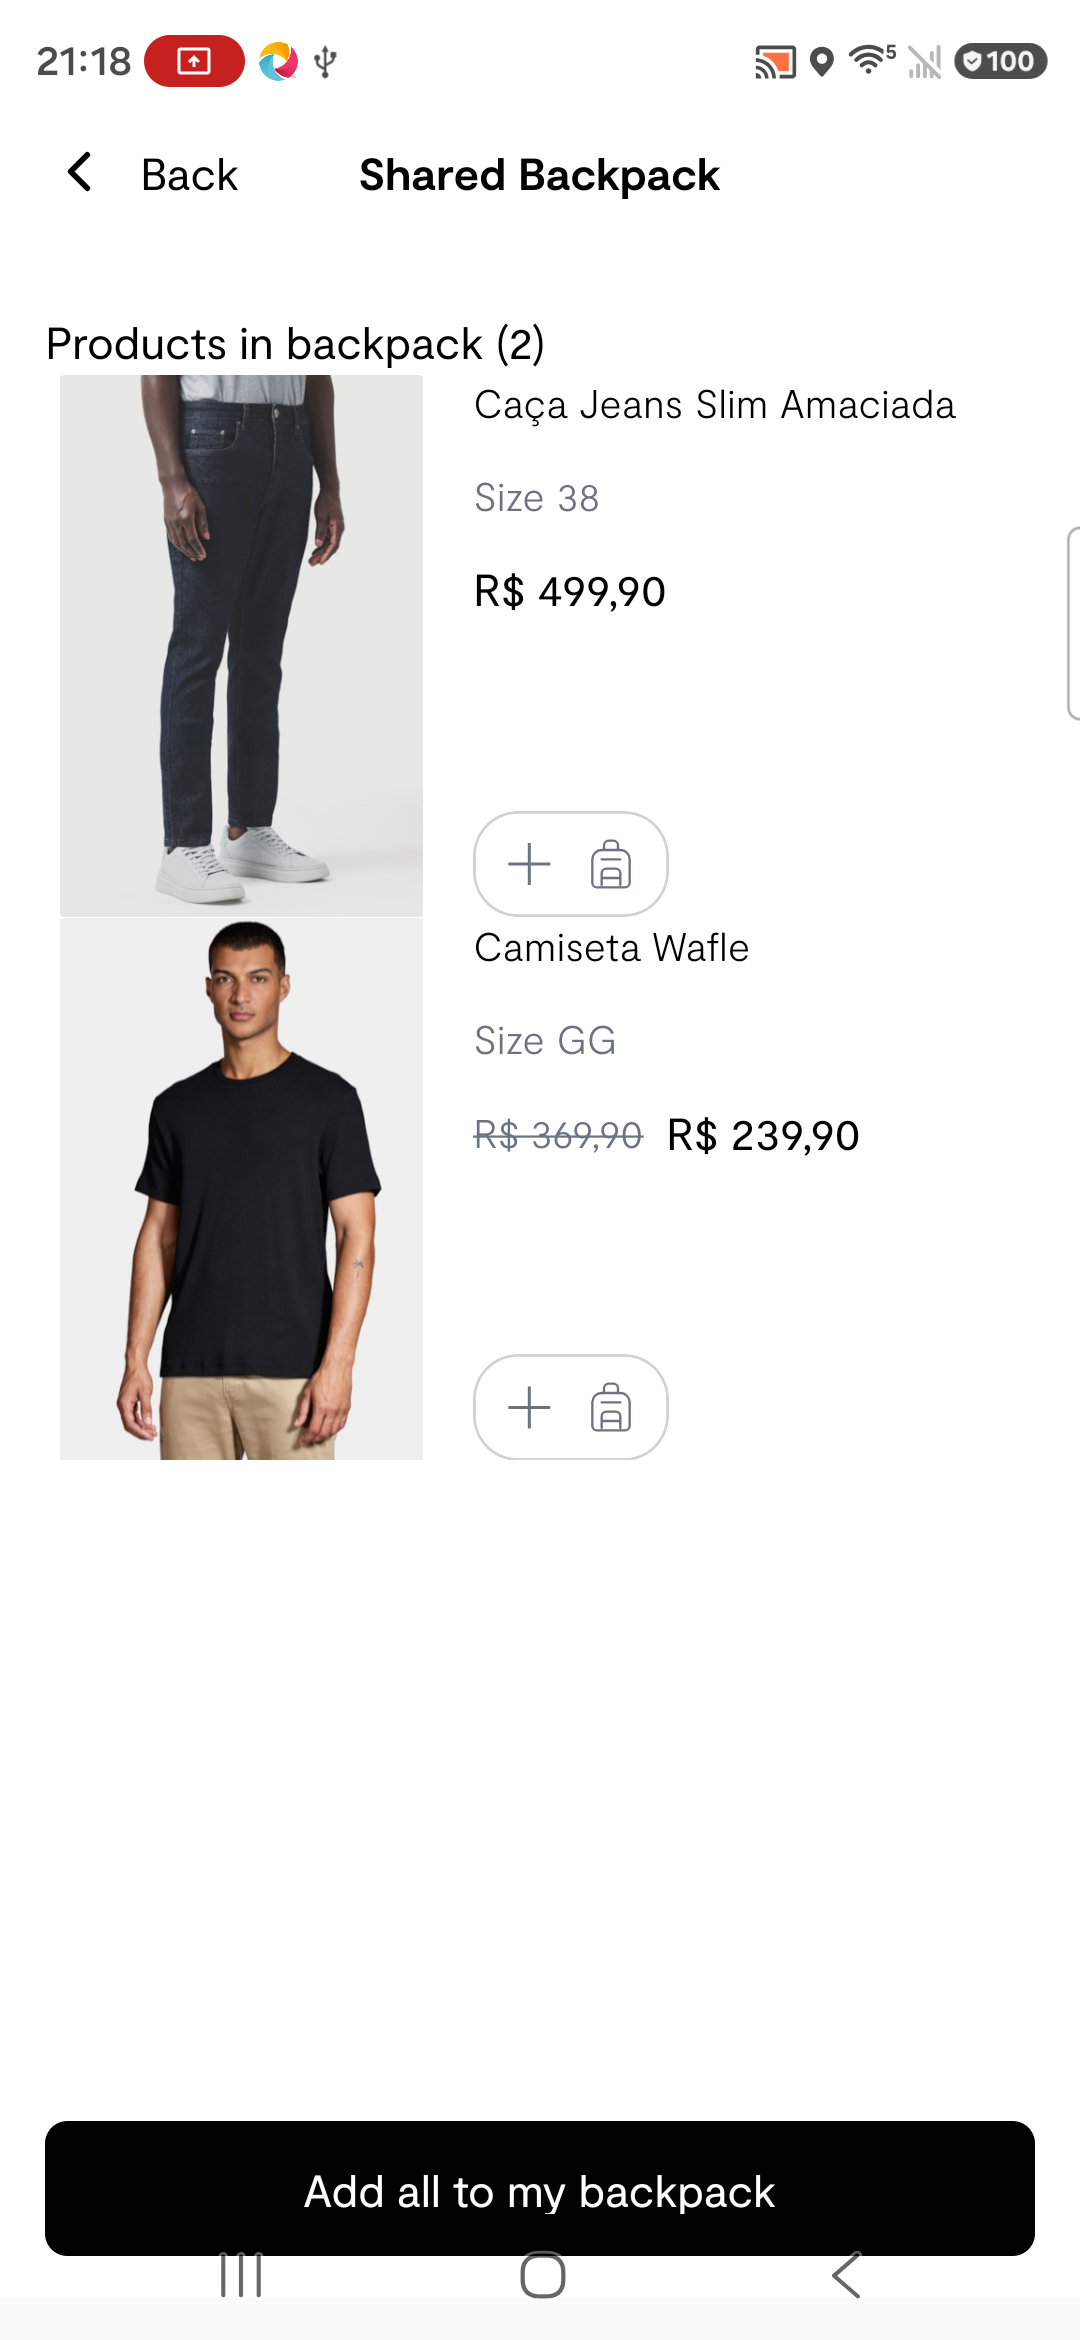 21:18
5
100
Back
Shared Backpack
Products in backpack (2)
Caça Jeans Slim Amaciada
Size 38
R$ 499,90
Camiseta Wafle
Size GG
R$ 369,90 R$ 239,90
Add all to my backpack